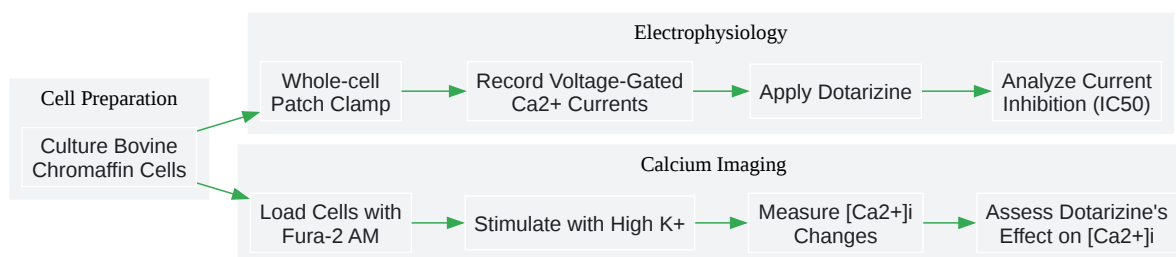 Cell Preparation
Culture Bovine
Chromaffin Cells
Electrophysiology
Whole-cell
Patch Clamp
Record Voltage-Gated
Ca2+ Currents
Apply Dotarizine
Analyze Current
Inhibition (IC50)
Calcium Imaging
Load Cells with
Fura-2 AM
Stimulate with High K+
Measure [Ca2+]i
Changes
Assess Dotarizine's
Effect on [Ca2+]i